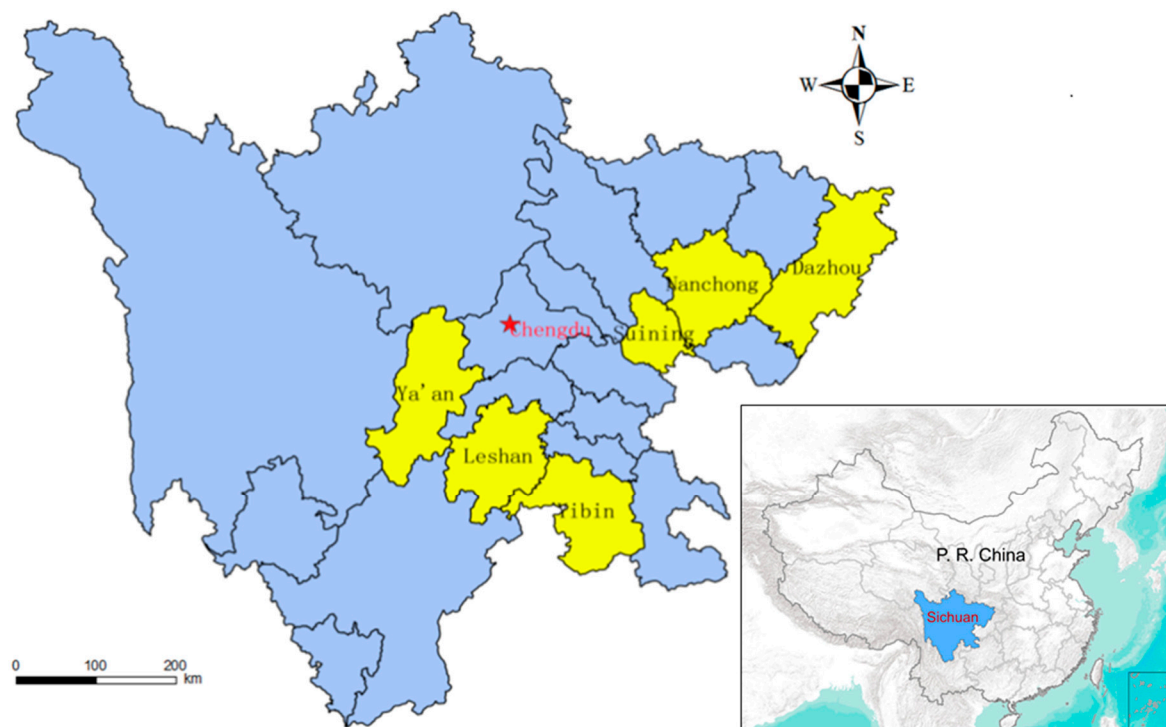 N
W E
S
Dazhou
Nanchong
Chengdu
Suining
Ya'an
Leshan
Yibin
P. R. China
Sichuan
0 100 200
km